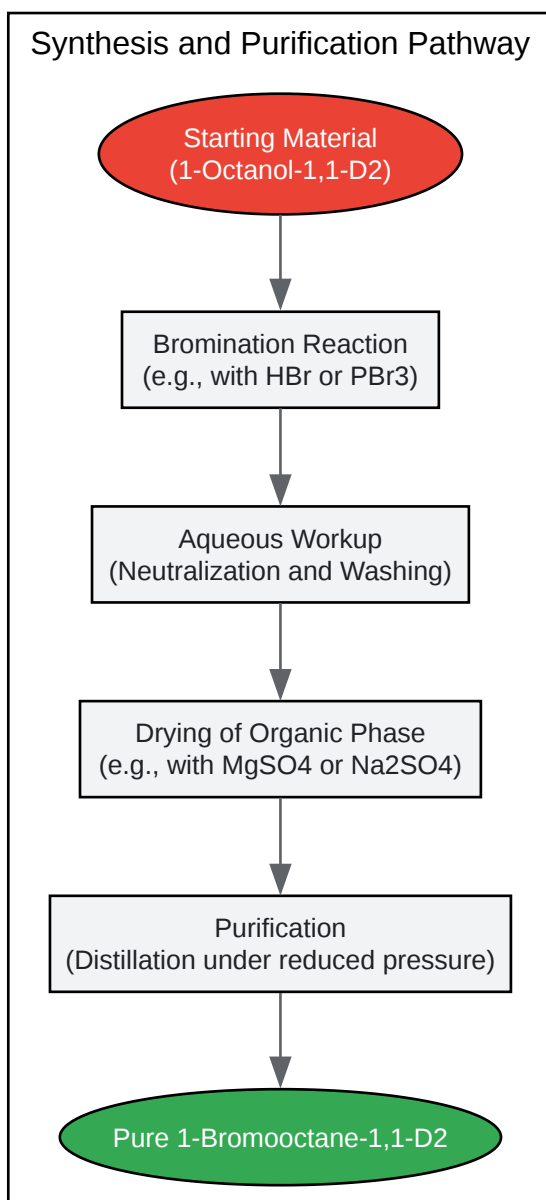 Synthesis and Purification Pathway
Starting Material
(1-Octanol-1,1-D2)
Bromination Reaction
(e.g., with HBr or PBr3)
Aqueous Workup
(Neutralization and Washing)
Drying of Organic Phase
(e.g., with MgSO4 or Na2SO4)
Purification
(Distillation under reduced pressure)
Pure 1-Bromooctane-1,1-D2